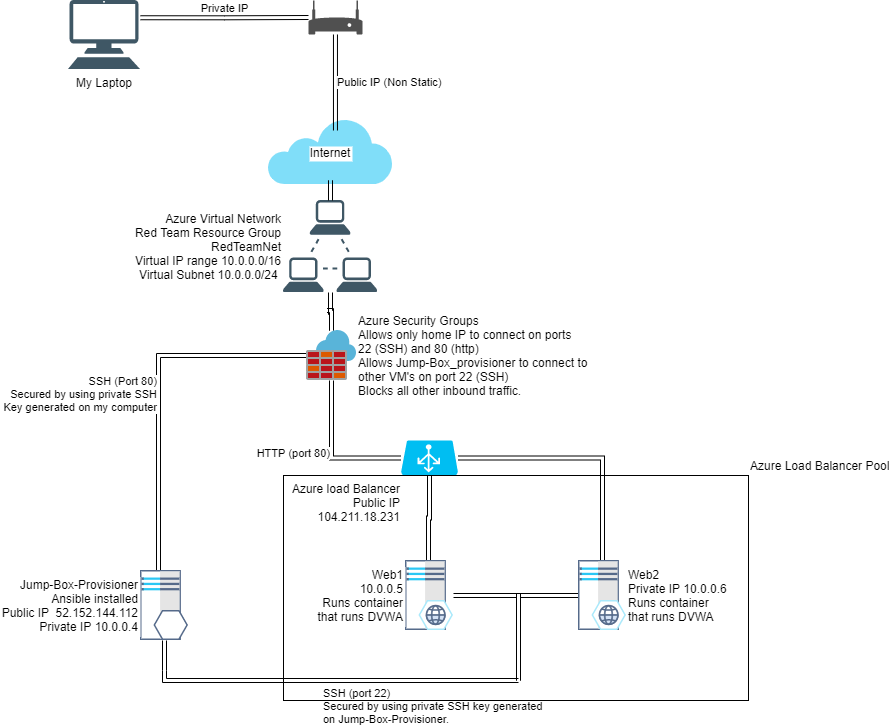 Private IP
My Laptop
Public IP (Non Static)
Internet
Azure Virtual Network
Red Team Resource Group
RedTeamNet
Virtual IP range 10.0.0.0/16
Virtual Subnet 10.0.0.0/24
Azure Security Groups
Allows only home IP to connect on ports
22 (SSH) and 80 (http)
Allows Jump-Box_provisioner to connect to
other VM's on port 22 (SSH)
Blocks all other inbound traffic.
SSH (Port 80)
Secured by using private SSH
Key generated on my computer
HTTP (port 80)
Azure Load Balancer Pool
Azure load Balancer
Public IP
104.211.18.231
Jump-Box-Provisioner
Ansible installed
Public IP 52.152.144.112
Private IP 10.0.0.4
Web1
10.0.0.5
Runs container
that runs DVWA
Web2
Private IP 10.0.0.6
Runs container
that runs DVWA
SSH (port 22)
Secured by using private SSH key generated
on Jump-Box-Provisioner.